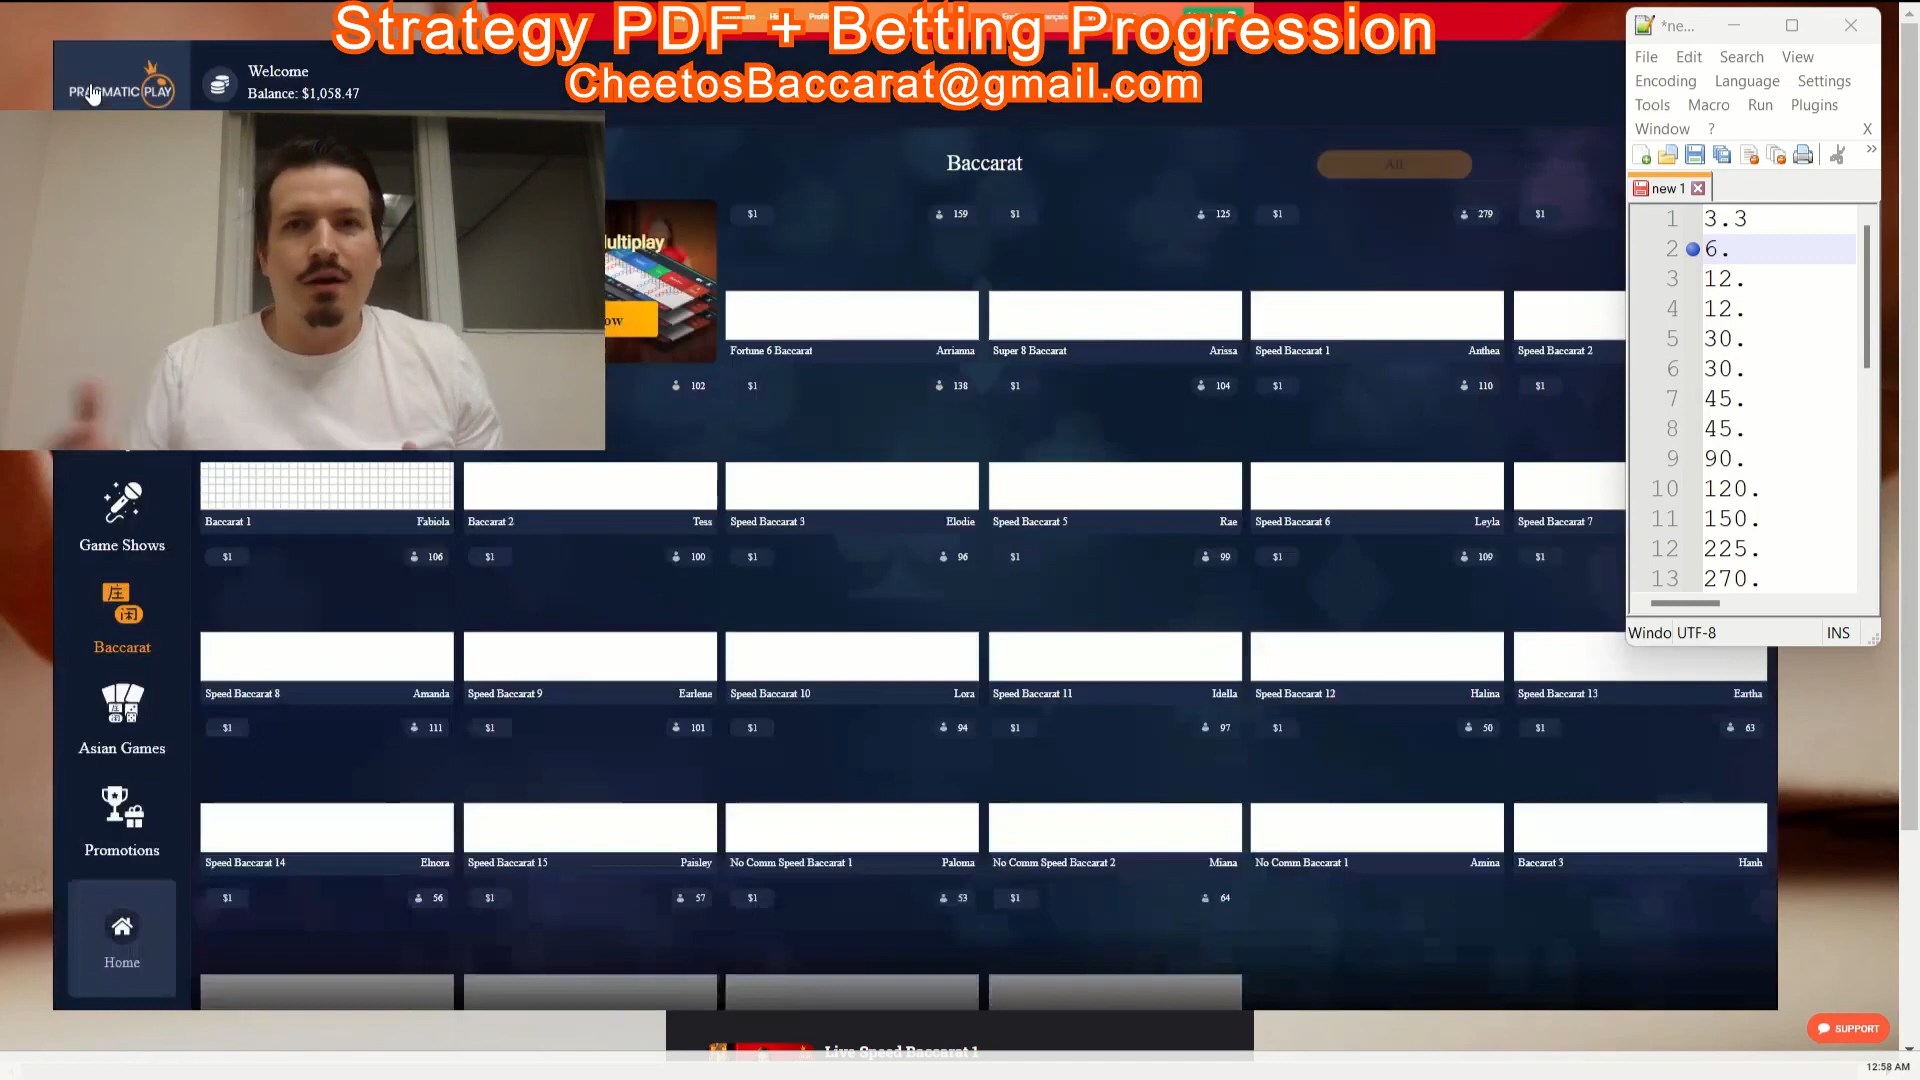 Strategy PDF + Betting Progression
CheetosBaccarat@gmail.com
PRAGMATIC PLAY
Welcome
Balance: $1,058.47
Baccarat
All
$1 159 $1 125 $1 279 $1
ultiplay
ow
Fortune 6 Baccarat Arrianna Super 8 Baccarat Arissa Speed Baccarat 1 Anthea Speed Baccarat 2
102 $1 138 $1 104 $1 110 $1
Baccarat 1 Fabiola Baccarat 2 Tess Speed Baccarat 3 Elodie Speed Baccarat 5 Rae Speed Baccarat 6 Leyla Speed Baccarat 7
$1 106 $1 100 $1 96 $1 99 $1 109 $1
Speed Baccarat 8 Amanda Speed Baccarat 9 Earlene Speed Baccarat 10 Lora Speed Baccarat 11 Idella Speed Baccarat 12 Halina Speed Baccarat 13 Eartha
$1 111 $1 101 $1 94 $1 97 $1 50 $1 63
Speed Baccarat 14 Elnora Speed Baccarat 15 Paisley No Comm Speed Baccarat 1 Paloma No Comm Speed Baccarat 2 Miana No Comm Baccarat 1 Amina Baccarat 3 Hanh
$1 56 $1 57 $1 53 $1 64
Game Shows
庄
闲
Baccarat
Asian Games
Promotions
Home
Live Speed Baccarat 1
SUPPORT
12:58 AM
*ne...
File Edit Search View
Encoding Language Settings
Tools Macro Run Plugins
Window ? X
new 1
1 3.3
2 6.
3 12.
4 12.
5 30.
6 30.
7 45.
8 45.
9 90.
10 120.
11 150.
12 225.
13 270.
Windo UTF-8 INS